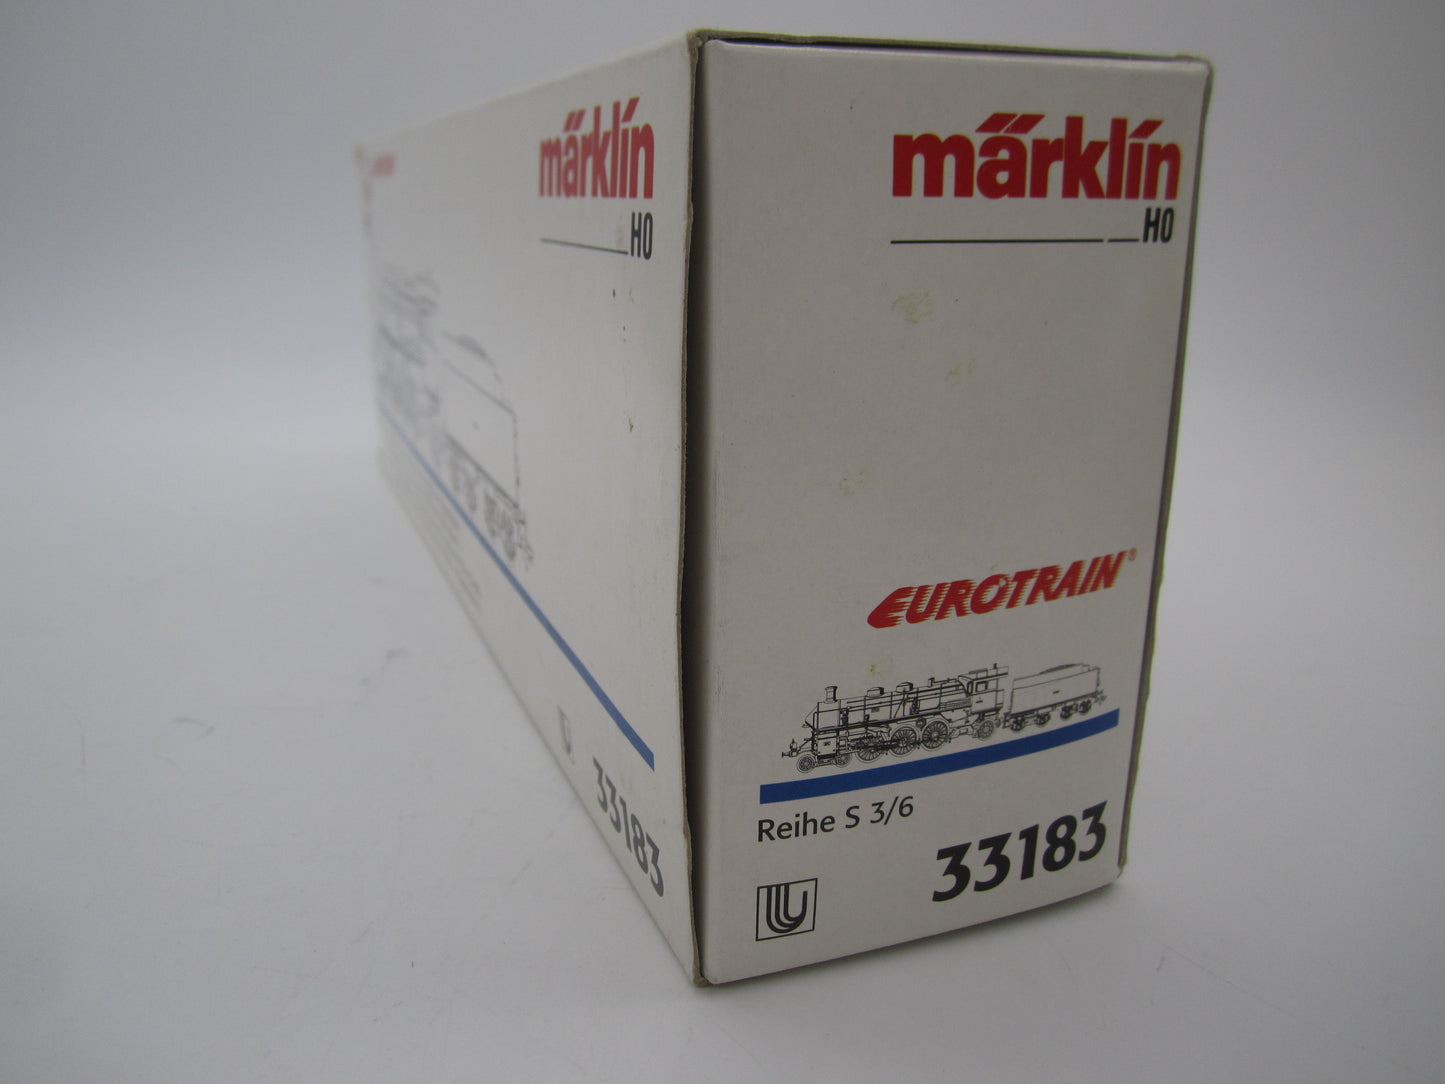 märklin
H0
33183
märklin
H0
EUROTRAIN®
Reihe S 3/6
33183